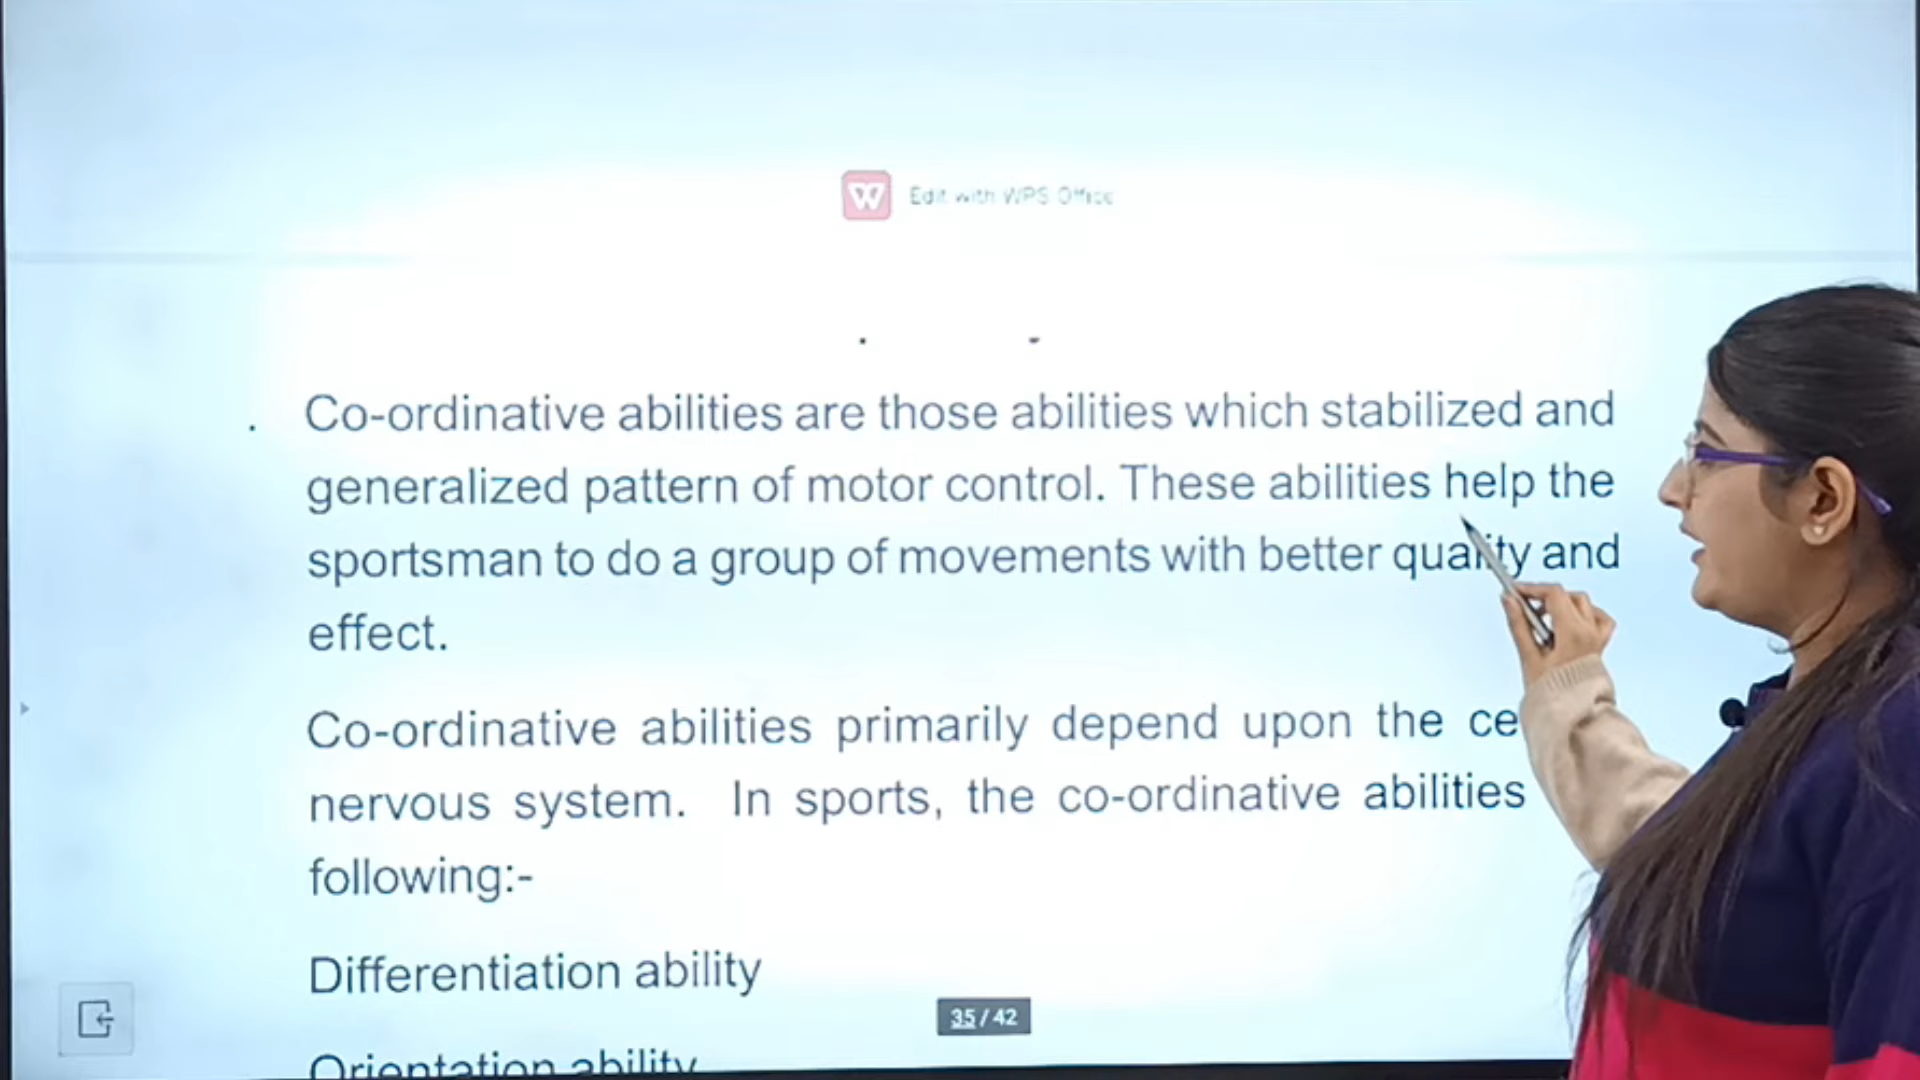 Edit with WPS Office
Co-ordinative abilities are those abilities which stabilized and
generalized pattern of motor control. These abilities help the
sportsman to do a group of movements with better quality and
effect.
Co-ordinative abilities primarily depend upon the ce
nervous system. In sports, the co-ordinative abilities
following:-
Differentiation ability
35 / 42
Orientation ability